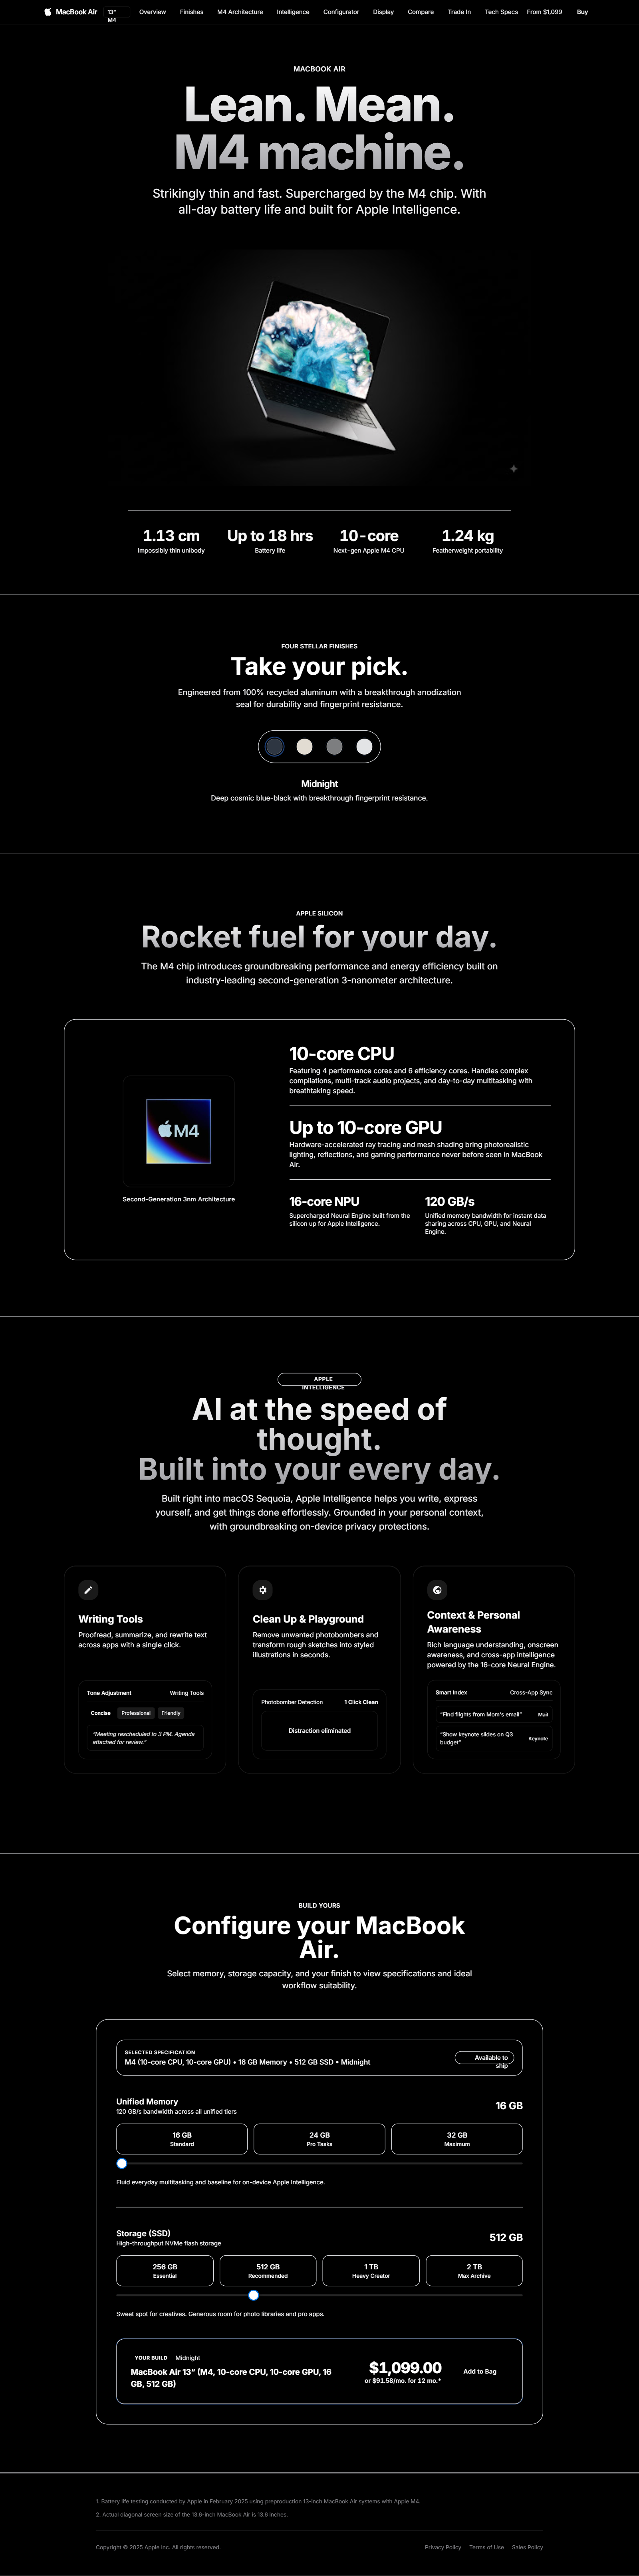 MacBook Air
13"
M4
Overview
Finishes
M4 Architecture
Intelligence
Configurator
Display
Compare
Trade In
Tech Specs
From $1,099
Buy
MACBOOK AIR
Lean. Mean.
M4 machine.
Strikingly thin and fast. Supercharged by the M4 chip. With
all-day battery life and built for Apple Intelligence.
1.13 cm
Impossibly thin unibody
Up to 18 hrs
Battery life
10-core
Next-gen Apple M4 CPU
1.24 kg
Featherweight portability
FOUR STELLAR FINISHES
Take your pick.
Engineered from 100% recycled aluminum with a breakthrough anodization
seal for durability and fingerprint resistance.
Midnight
Deep cosmic blue-black with breakthrough fingerprint resistance.
APPLE SILICON
Rocket fuel for your day.
The M4 chip introduces groundbreaking performance and energy efficiency built on
industry-leading second-generation 3-nanometer architecture.
M4
Second-Generation 3nm Architecture
10-core CPU
Featuring 4 performance cores and 6 efficiency cores. Handles complex
compilations, multi-track audio projects, and day-to-day multitasking with
breathtaking speed.
Up to 10-core GPU
Hardware-accelerated ray tracing and mesh shading bring photorealistic
lighting, reflections, and gaming performance never before seen in MacBook
Air.
16-core NPU
Supercharged Neural Engine built from the
silicon up for Apple Intelligence.
120 GB/s
Unified memory bandwidth for instant data
sharing across CPU, GPU, and Neural
Engine.
APPLE
INTELLIGENCE
AI at the speed of
thought.
Built into your every day.
Built right into macOS Sequoia, Apple Intelligence helps you write, express
yourself, and get things done effortlessly. Grounded in your personal context,
with groundbreaking on-device privacy protections.
Writing Tools
Proofread, summarize, and rewrite text
across apps with a single click.
Tone Adjustment
Writing Tools
Concise
Professional
Friendly
"Meeting rescheduled to 3 PM. Agenda
attached for review."
Clean Up & Playground
Remove unwanted photobombers and
transform rough sketches into styled
illustrations in seconds.
Photobomber Detection
1 Click Clean
Distraction eliminated
Context & Personal
Awareness
Rich language understanding, onscreen
awareness, and cross-app intelligence
powered by the 16-core Neural Engine.
Smart Index
Cross-App Sync
"Find flights from Mom's email"
Mail
"Show keynote slides on Q3
budget"
Keynote
BUILD YOURS
Configure your MacBook
Air.
Select memory, storage capacity, and your finish to view specifications and ideal
workflow suitability.
SELECTED SPECIFICATION
M4 (10-core CPU, 10-core GPU) • 16 GB Memory • 512 GB SSD • Midnight
Available to
ship
Unified Memory
120 GB/s bandwidth across all unified tiers
16 GB
16 GB
Standard
24 GB
Pro Tasks
32 GB
Maximum
Fluid everyday multitasking and baseline for on-device Apple Intelligence.
Storage (SSD)
High-throughput NVMe flash storage
512 GB
256 GB
Essential
512 GB
Recommended
1 TB
Heavy Creator
2 TB
Max Archive
Sweet spot for creatives. Generous room for photo libraries and pro apps.
YOUR BUILD
Midnight
MacBook Air 13" (M4, 10-core CPU, 10-core GPU, 16
GB, 512 GB)
$1,099.00
or $91.58/mo. for 12 mo.*
Add to Bag
1. Battery life testing conducted by Apple in February 2025 using preproduction 13-inch MacBook Air systems with Apple M4.
2. Actual diagonal screen size of the 13.6-inch MacBook Air is 13.6 inches.
Copyright © 2025 Apple Inc. All rights reserved.
Privacy Policy
Terms of Use
Sales Policy